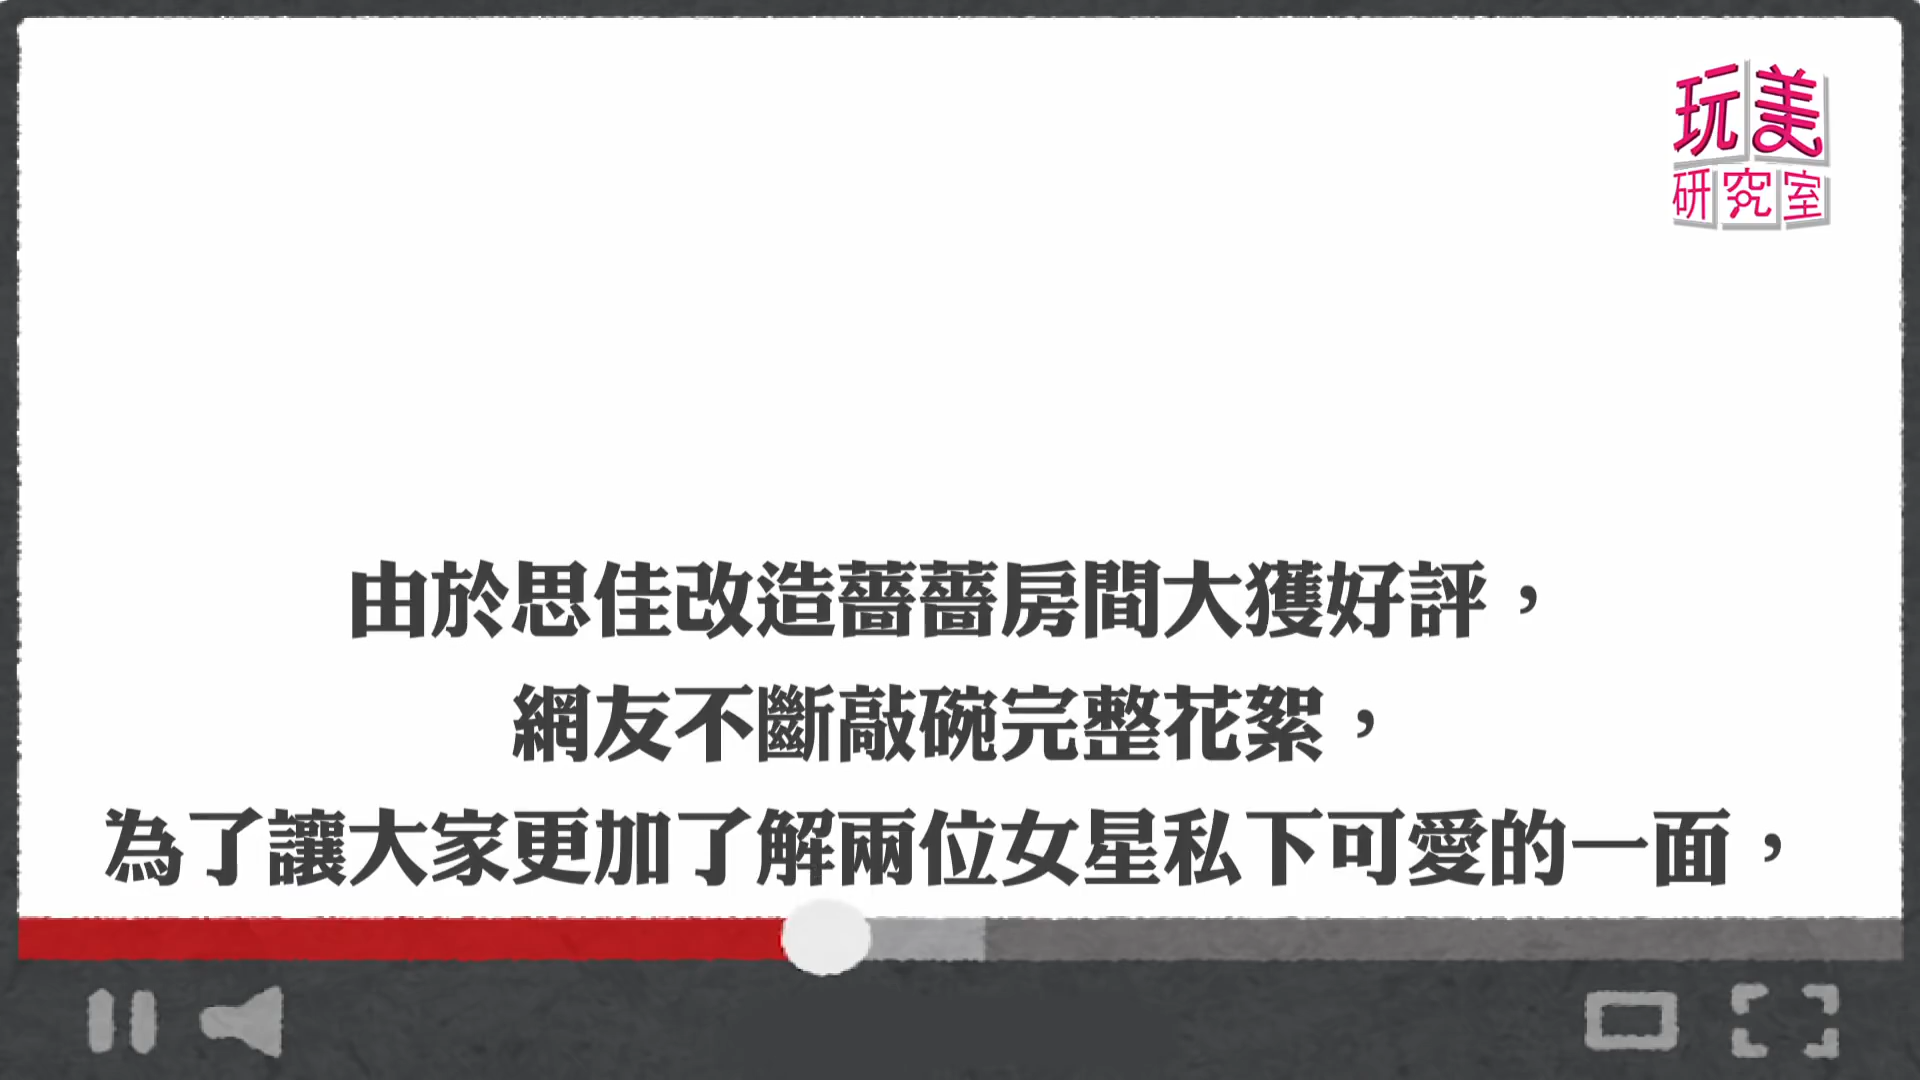 玩美
研究室
由於思佳改造薔薔房間大獲好評，
網友不斷敲碗完整花絮，
為了讓大家更加了解兩位女星私下可愛的一面，